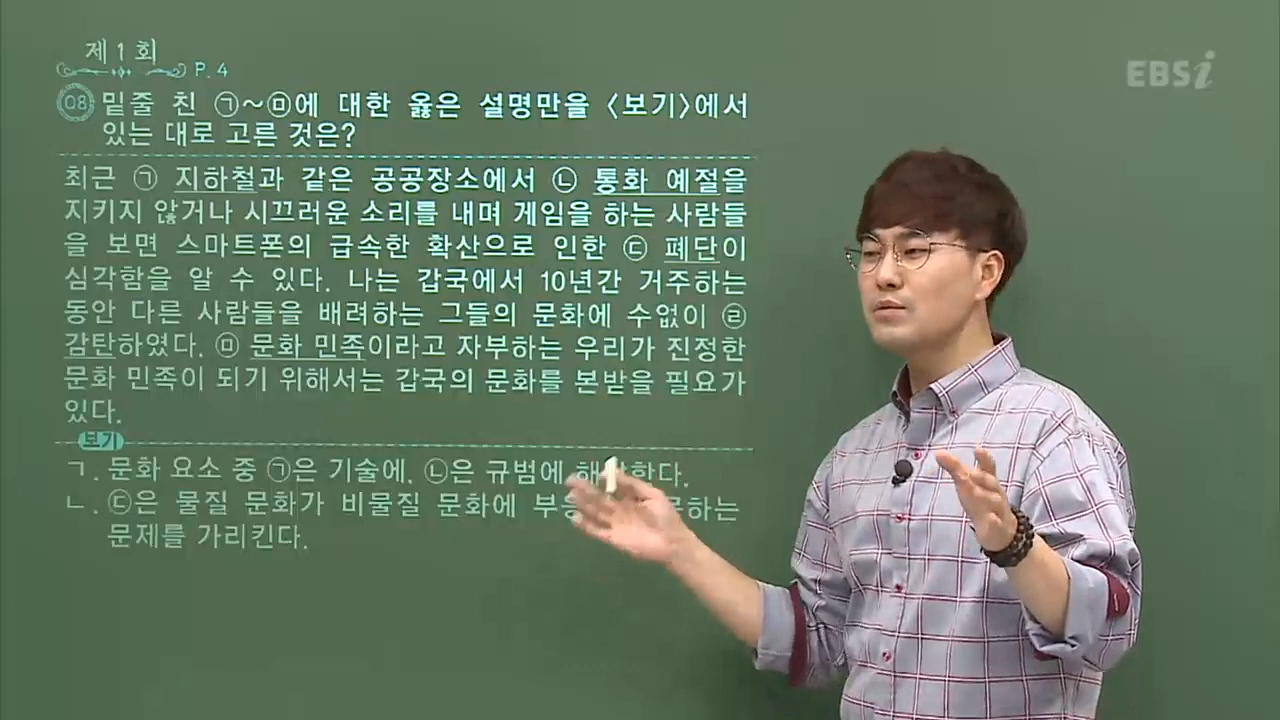 제1회
P. 4
EBSi
08 밑줄 친 ㉠~㉤에 대한 옳은 설명만을 <보기>에서
있는 대로 고른 것은?
최근 ㉠ 지하철과 같은 공공장소에서 ㉡ 통화 예절을
지키지 않거나 시끄러운 소리를 내며 게임을 하는 사람들
을 보면 스마트폰의 급속한 확산으로 인한 ㉢ 폐단이
심각함을 알 수 있다. 나는 갑국에서 10년간 거주하는
동안 다른 사람들을 배려하는 그들의 문화에 수없이 ㉣
감탄하였다. ㉤ 문화 민족이라고 자부하는 우리가 진정한
문화 민족이 되기 위해서는 갑국의 문화를 본받을 필요가
있다.
보기
ㄱ. 문화 요소 중 ㉠은 기술에, ㉡은 규범에
ㄴ. ㉢은 물질 문화가 비물질 문화에
문제를 가리킨다.